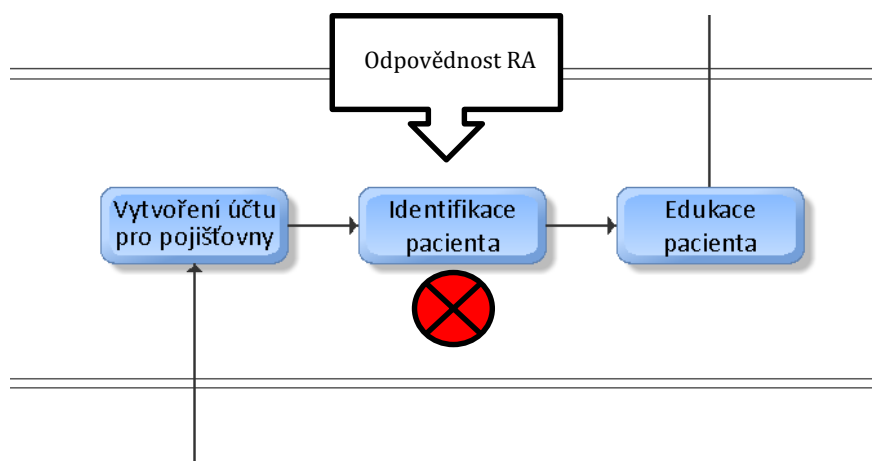 Odpovědnost RA
Vytvoření účtu
pro pojišťovny
Identifikace
pacienta
Edukace
pacienta